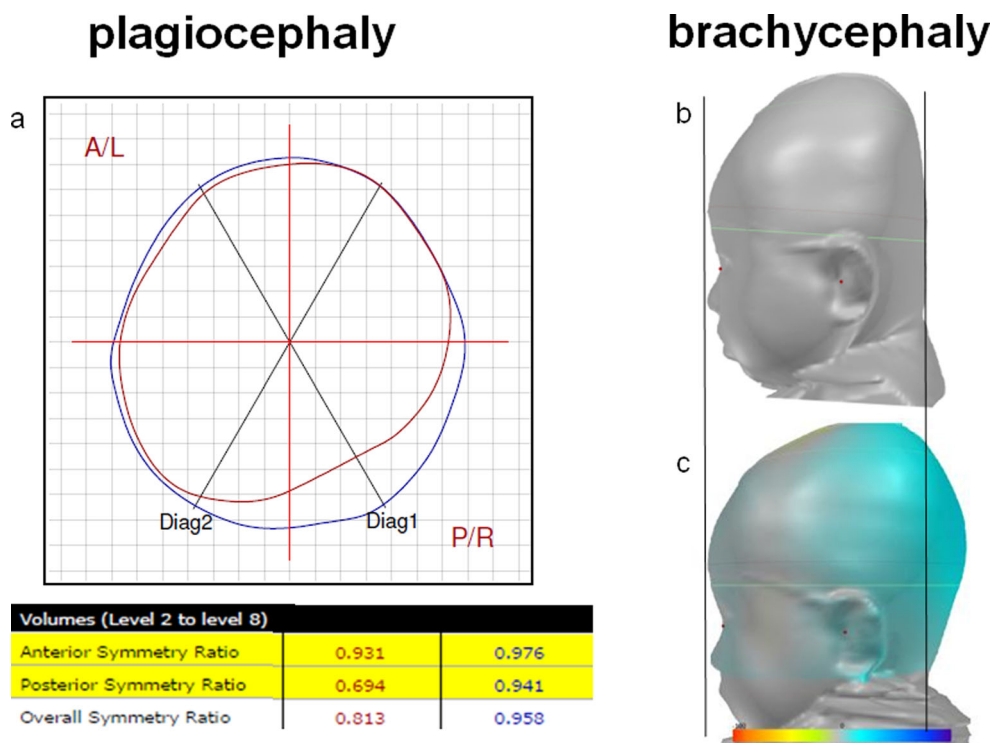 plagiocephaly
brachycephaly
a
A/L
Diag2
Diag1
P/R
Volumes (Level 2 to level 8)
Anterior Symmetry Ratio 0.931 0.976
Posterior Symmetry Ratio 0.694 0.941
Overall Symmetry Ratio 0.813 0.958
b
c
0